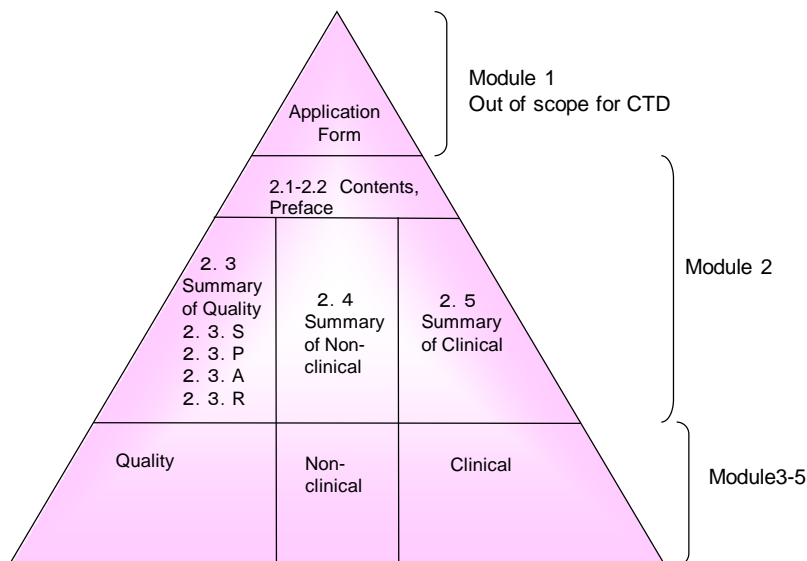 Application
Form
Module 1
Out of scope for CTD
2.1-2.2 Contents,
Preface
2. 3
Summary
of Quality
2. 3. S
2. 3. P
2. 3. A
2. 3. R
2. 4
Summary
of Non-
clinical
2. 5
Summary
of Clinical
Module 2
Quality
Non-
clinical
Clinical
Module3-5